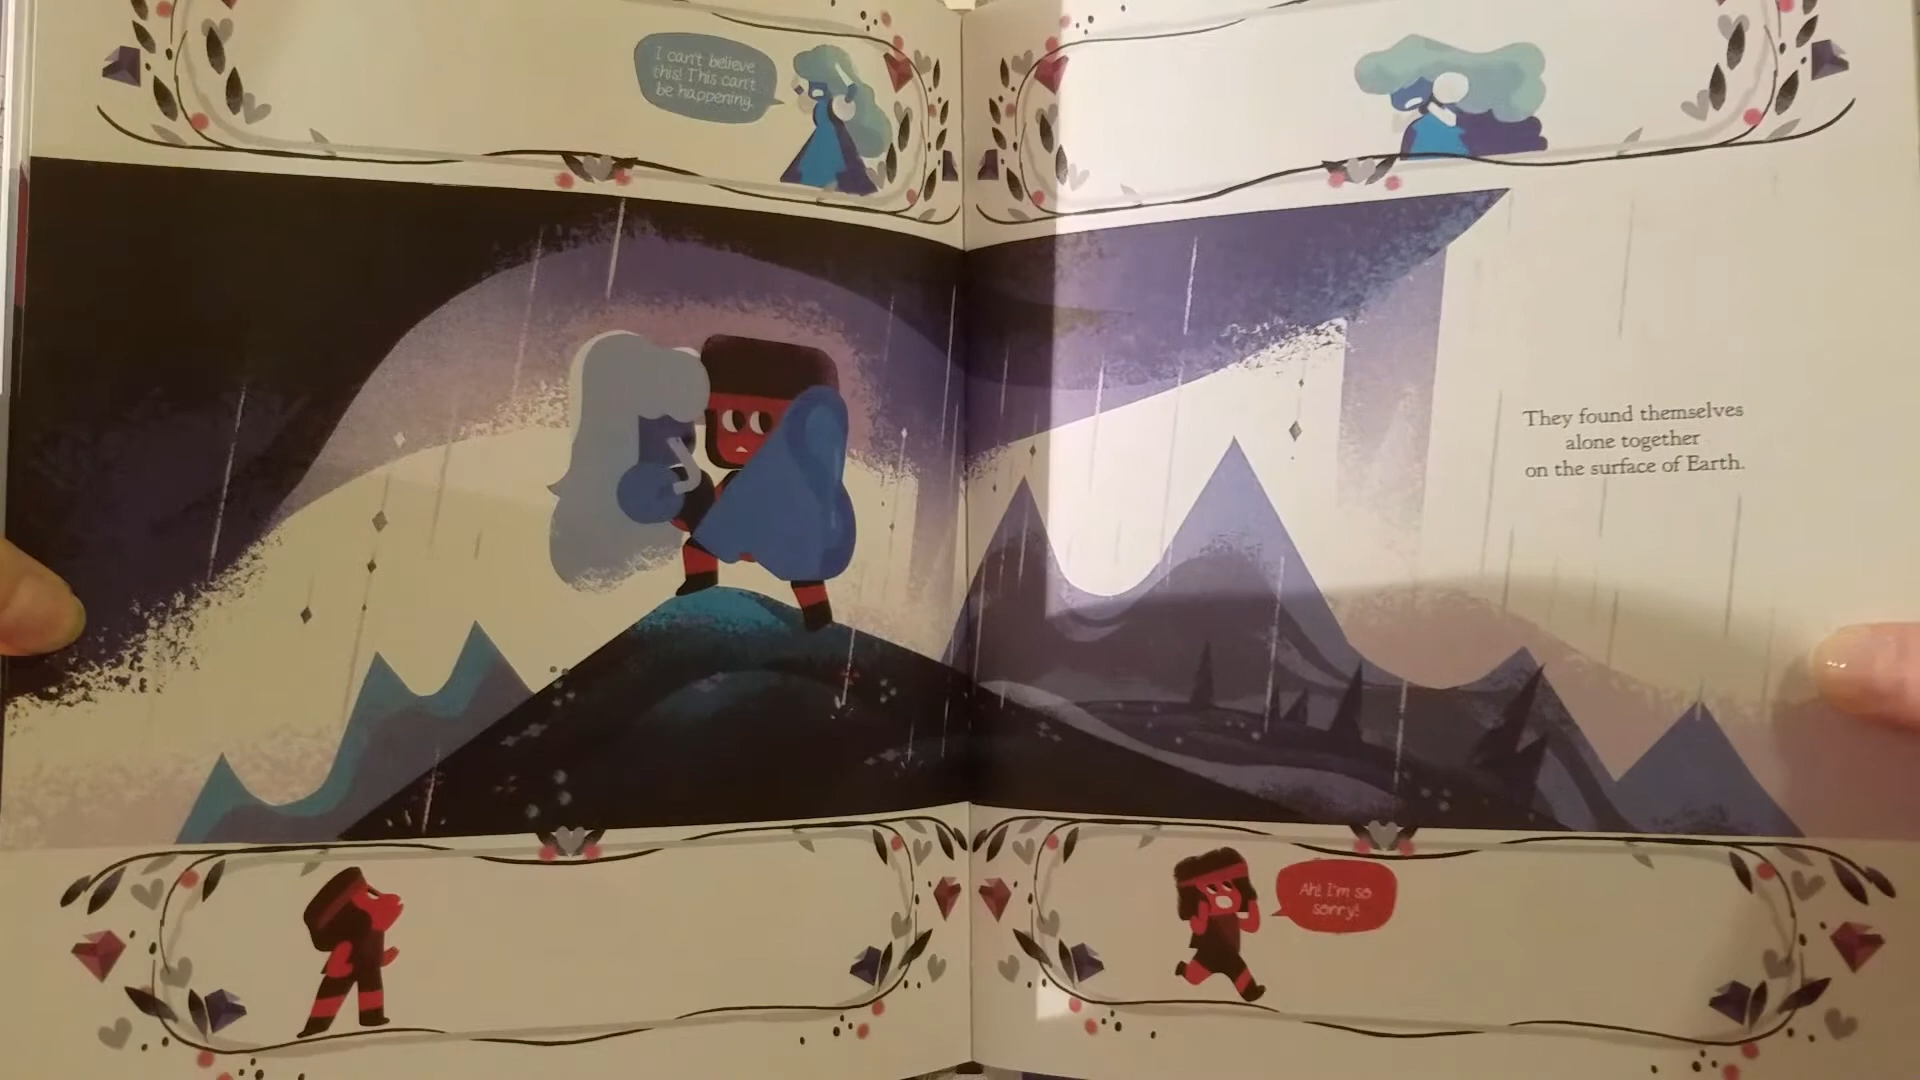 I can't believe
this! This can't
be happening.
They found themselves
alone together
on the surface of Earth.
Ah! I'm so
sorry!